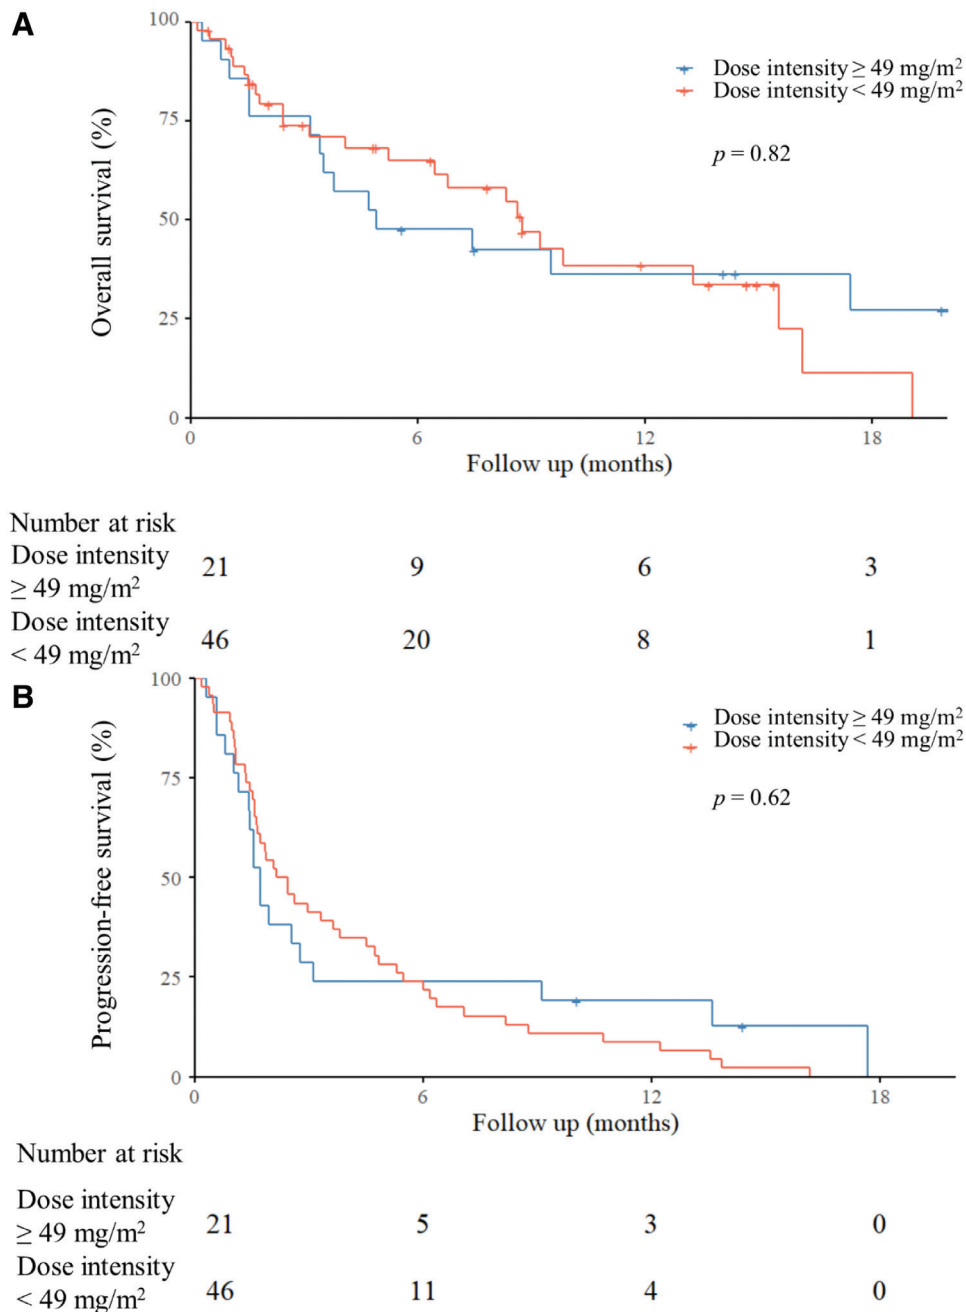 A
Overall survival (%)
100
75
50
25
0
Dose intensity ≥ 49 mg/m²
Dose intensity < 49 mg/m²
p = 0.82
0 6 12 18
Follow up (months)
Number at risk
Dose intensity
≥ 49 mg/m²
21 9 6 3
Dose intensity
< 49 mg/m²
46 20 8 1
B
Progression-free survival (%)
100
75
50
25
0
Dose intensity ≥ 49 mg/m²
Dose intensity < 49 mg/m²
p = 0.62
0 6 12 18
Follow up (months)
Number at risk
Dose intensity
≥ 49 mg/m²
21 5 3 0
Dose intensity
< 49 mg/m²
46 11 4 0